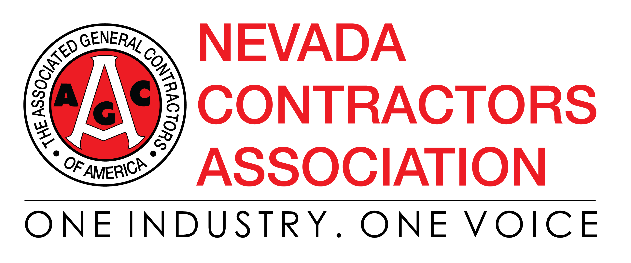 THE ASSOCIATED GENERAL CONTRACTORS
OF AMERICA
A G C
NEVADA
CONTRACTORS
ASSOCIATION
ONE INDUSTRY. ONE VOICE